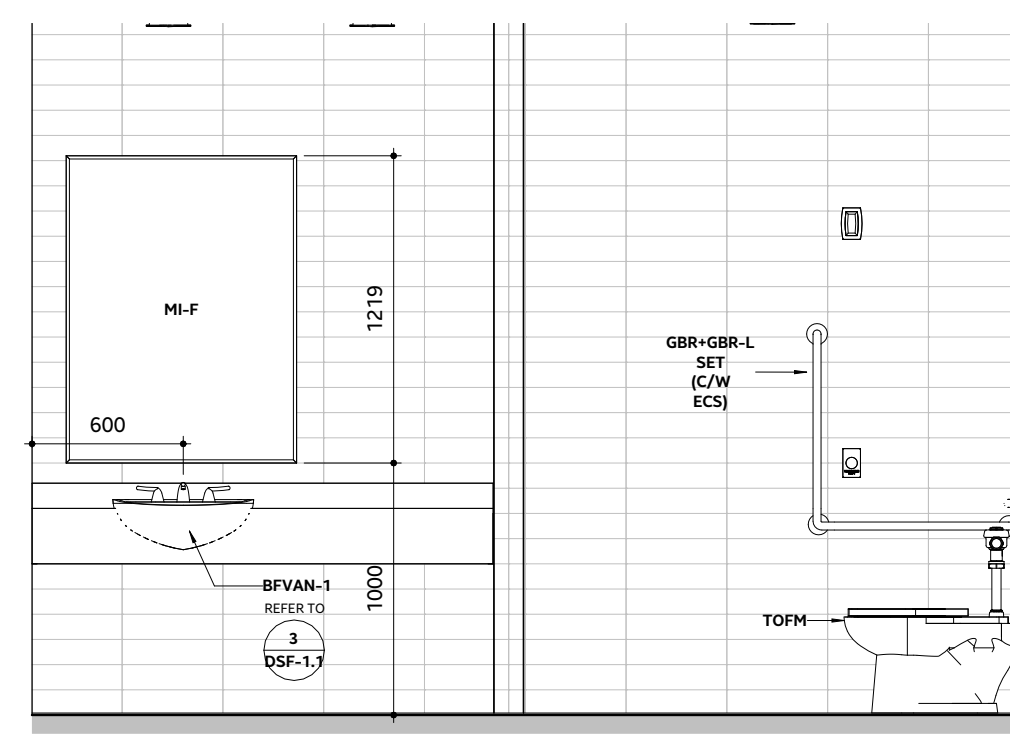 1219
MI-F
GBR+GBR-L
SET
(C/W
ECS)
600
1000
BFVAN-1
REFER TO
3
DSF-1.1
TOFM